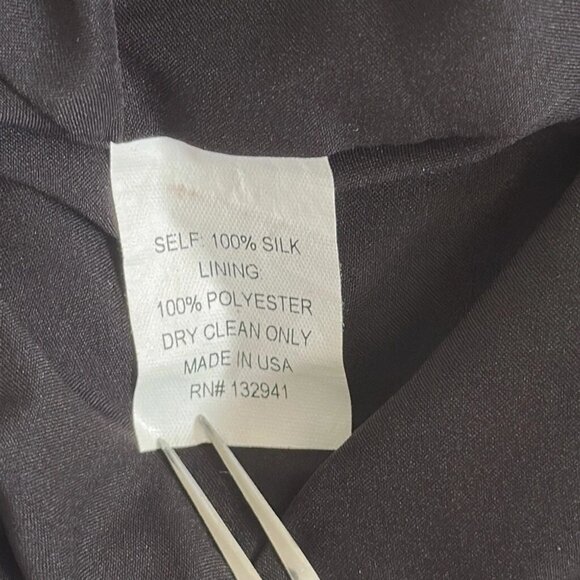 SELF: 100% SILK
LINING:
100% POLYESTER
DRY CLEAN ONLY
MADE IN USA
RN# 132941